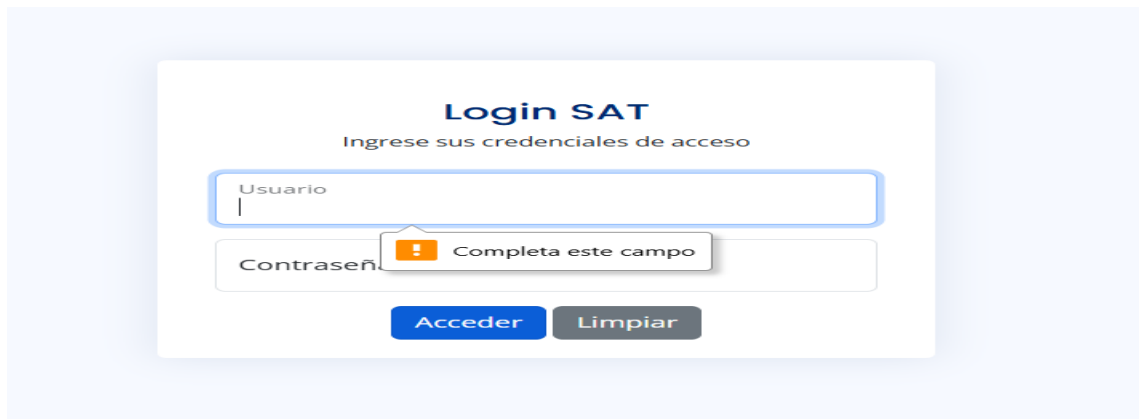 Login SAT
Ingrese sus credenciales de acceso
Usuario
Completa este campo
Contraseñ
Acceder Limpiar